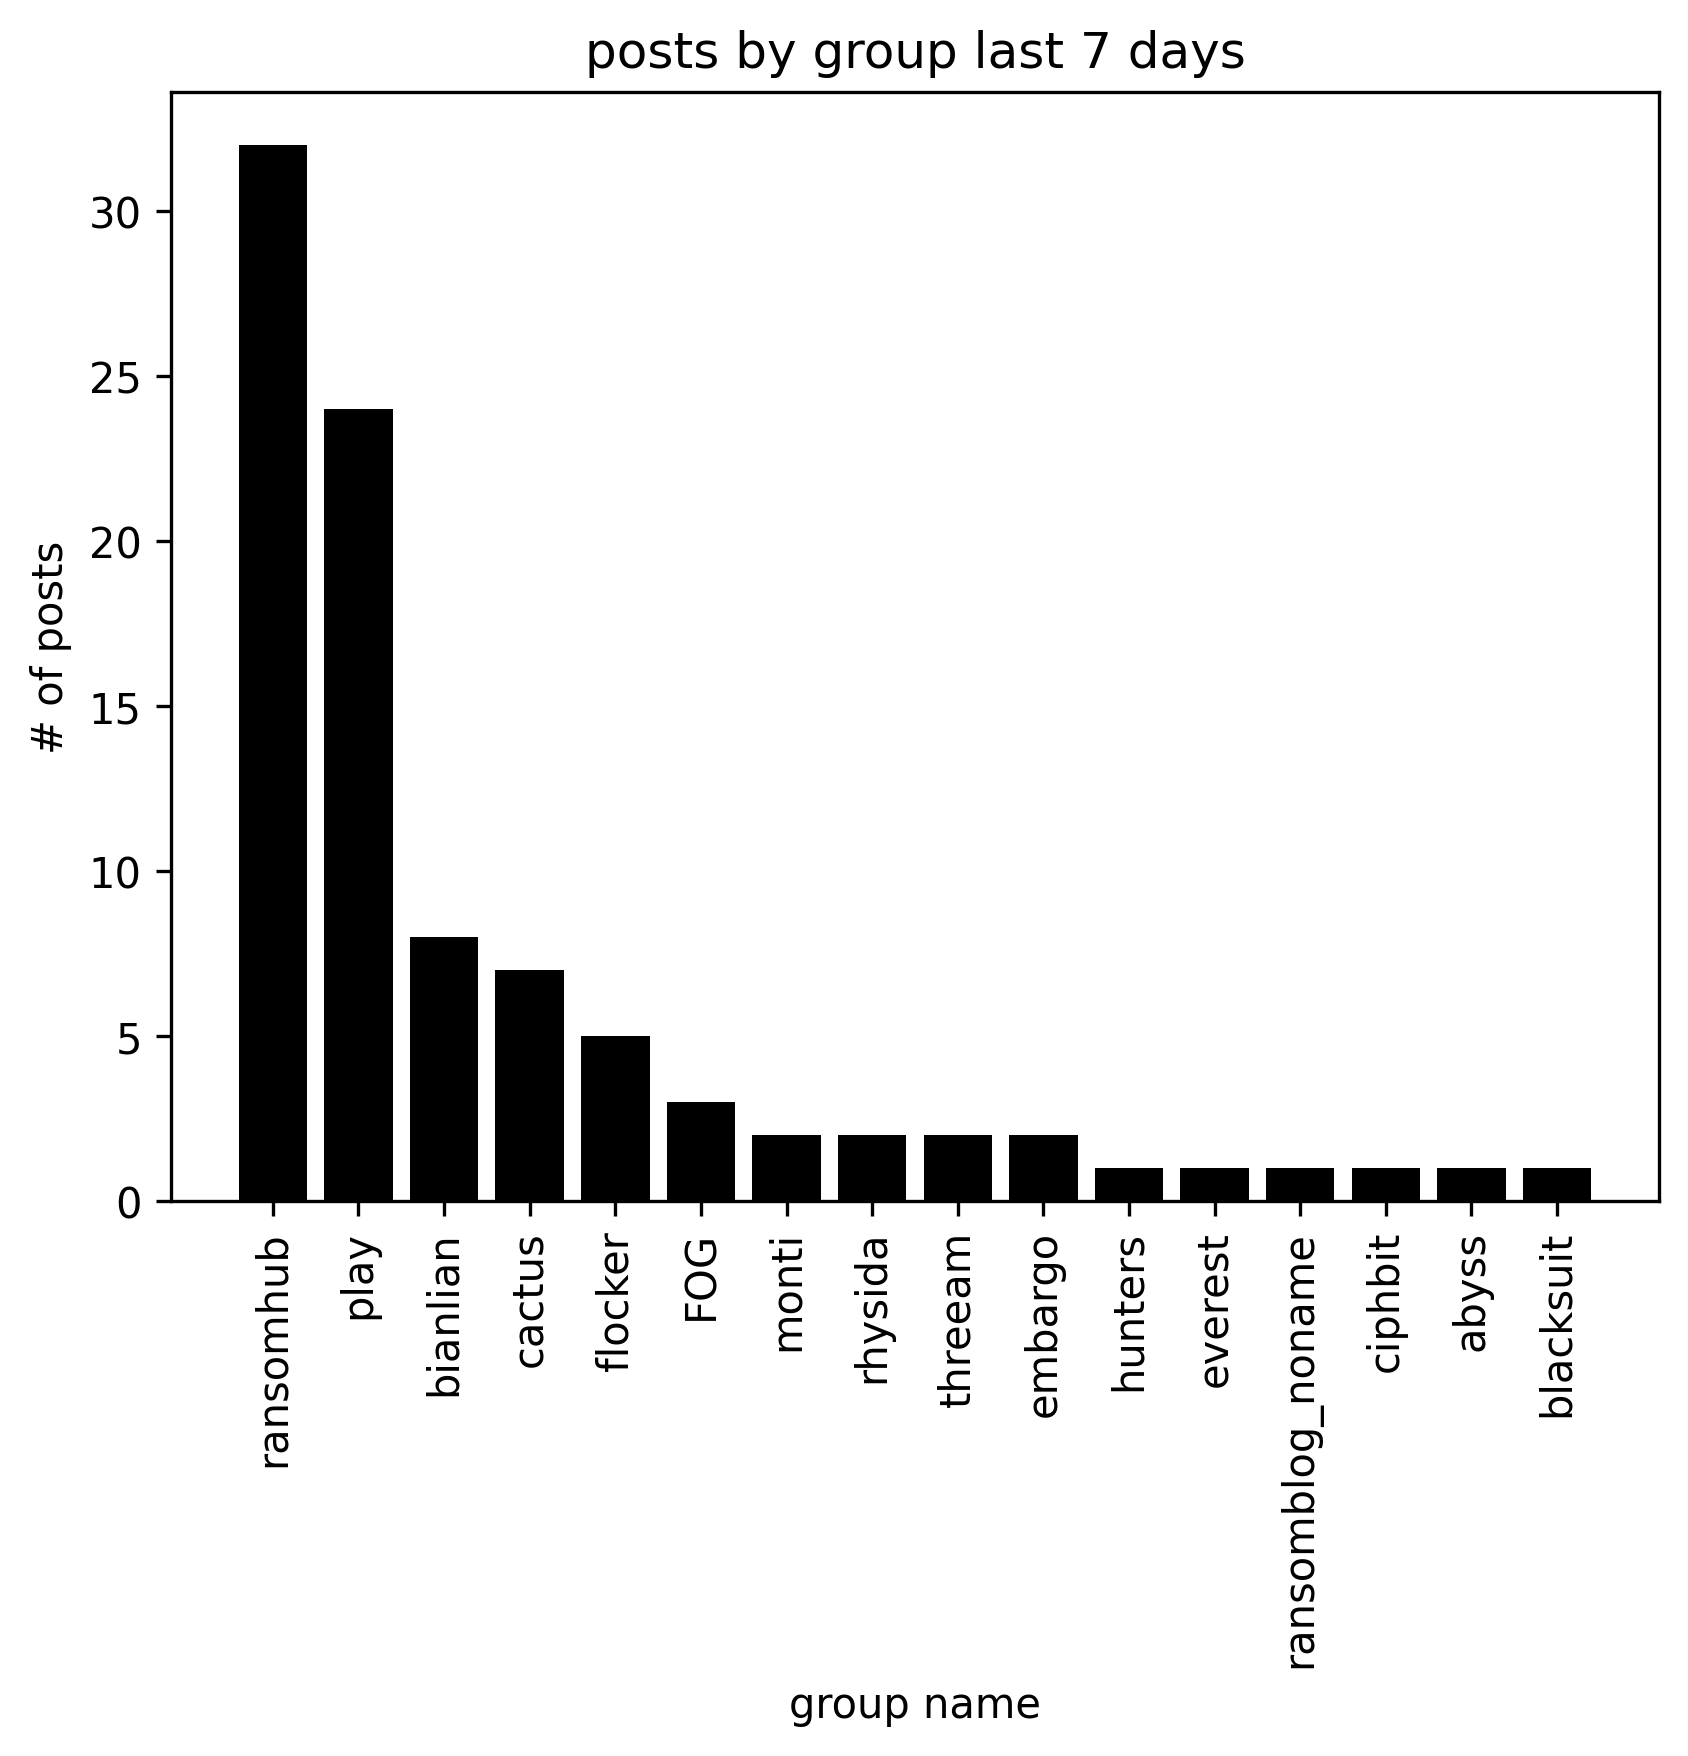 posts by group last 7 days
# of posts
30
25
20
15
10
5
0
ransomhub
play
bianlian
cactus
flocker
FOG
monti
rhysida
threeam
embargo
hunters
everest
ransomblog_noname
ciphbit
abyss
blacksuit
group name